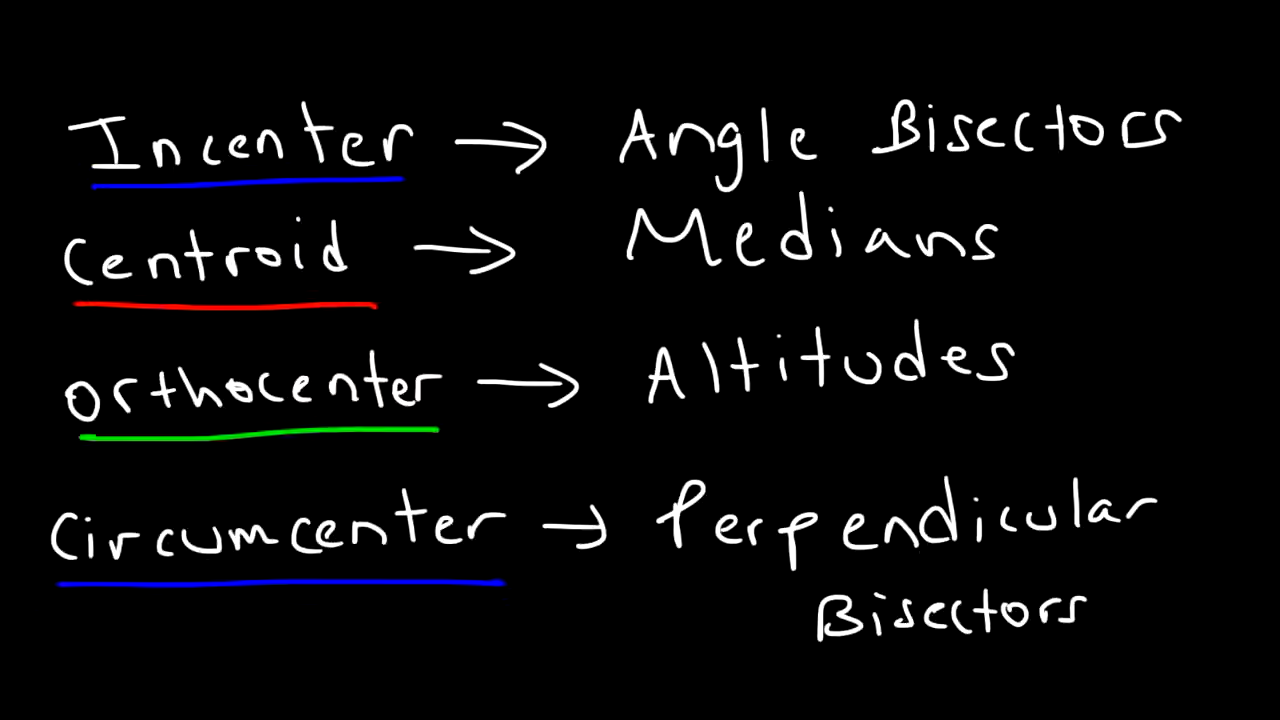 Incenter → Angle Bisectors
Centroid → Medians
Orthocenter → Altitudes
Circumcenter → Perpendicular
Bisectors